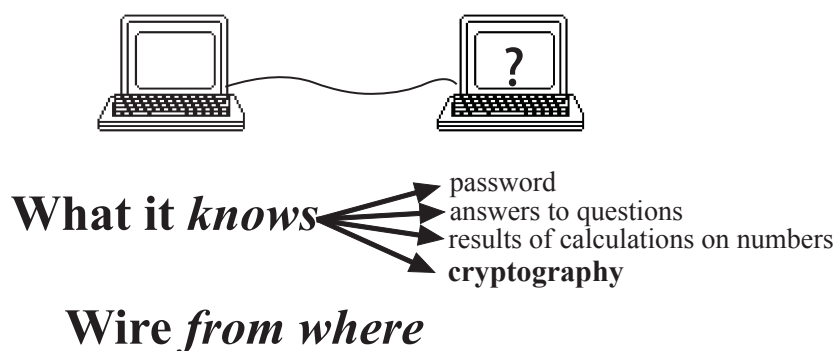 ?
What it knows
password
answers to questions
results of calculations on numbers
cryptography
Wire from where